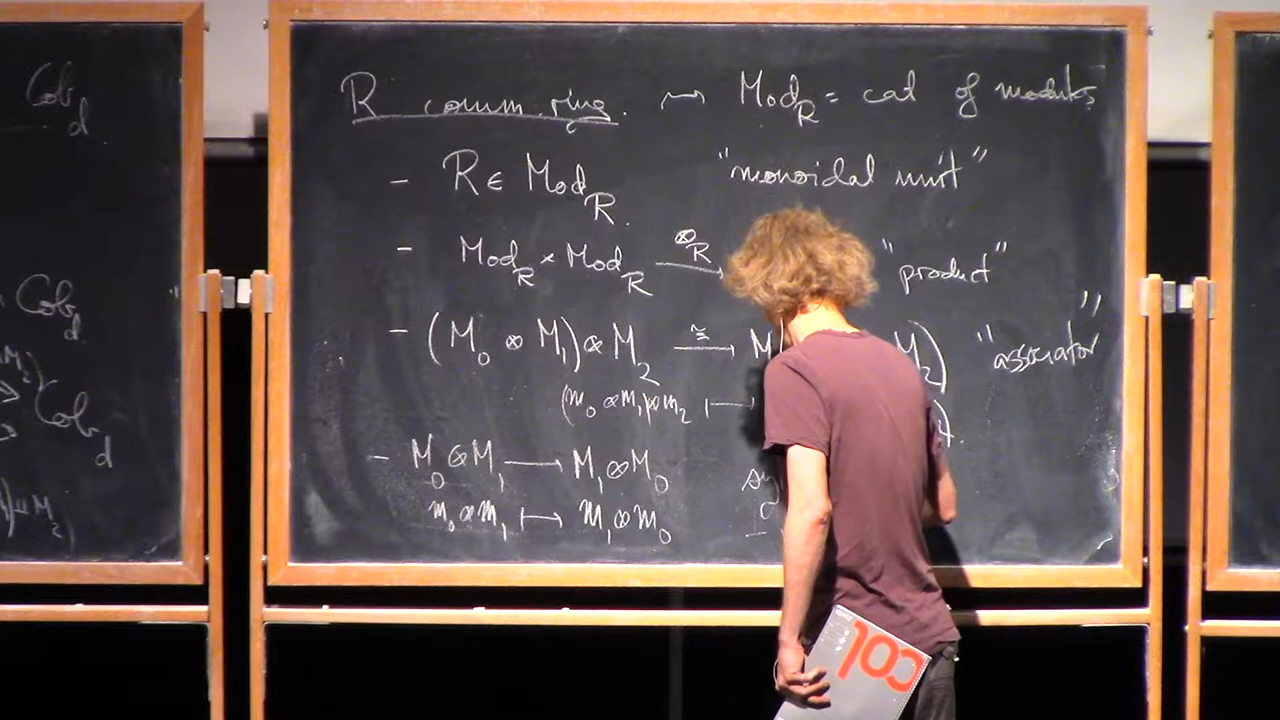 Cob_d
Cob_d
Cob_d
R comm. ring. ⤳ Mod_R = cat of modules
- R ∈ Mod_R. "monoidal unit"
- Mod_R × Mod_R ⊗_R → "product"
- (M_0 ⊗ M_1) ⊗ M_2 ≅ → M M_2) "associator"
(m_0 ⊗ m_1) ⊗ m_2 ↦
- M_0 ⊗ M_1 → M_1 ⊗ M_0
m_0 ⊗ m_1 ↦ m_1 ⊗ m_0
col